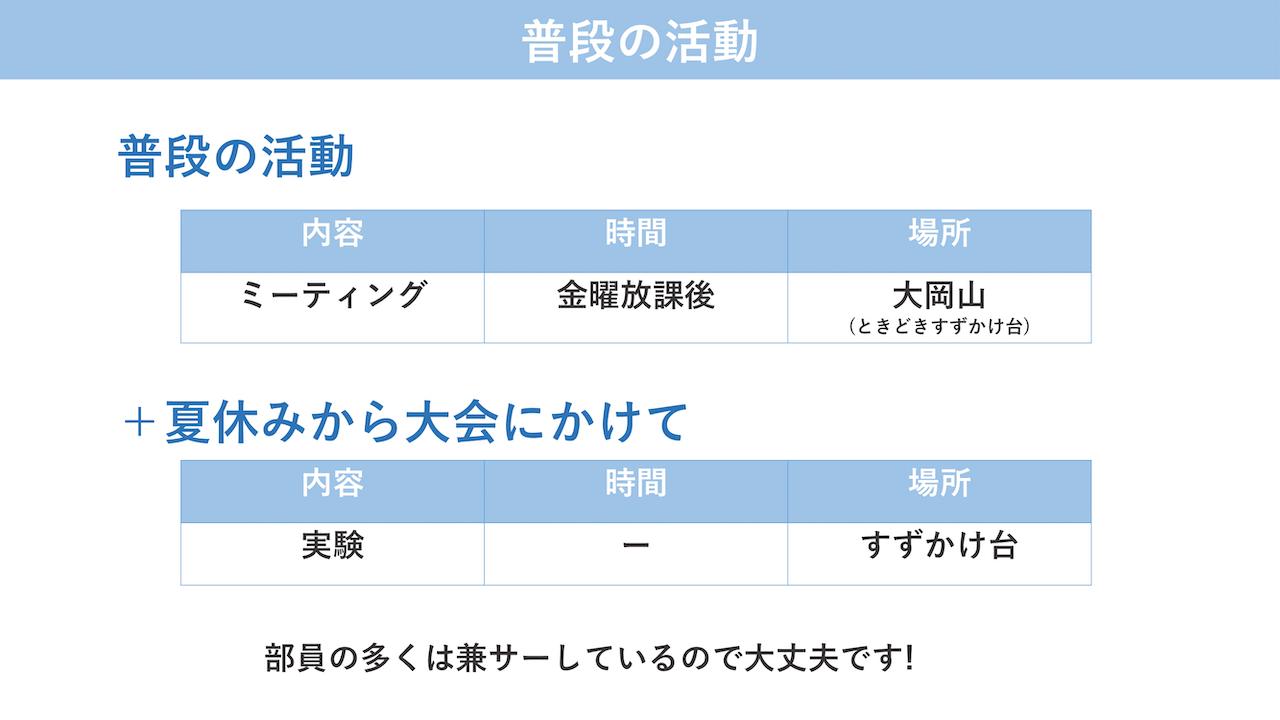 普段の活動
普段の活動
内容 時間 場所
ミーティング 金曜放課後 大岡山
(ときどきすずかけ台)
＋夏休みから大会にかけて
内容 時間 場所
実験 ー すずかけ台
部員の多くは兼サーしているので大丈夫です!